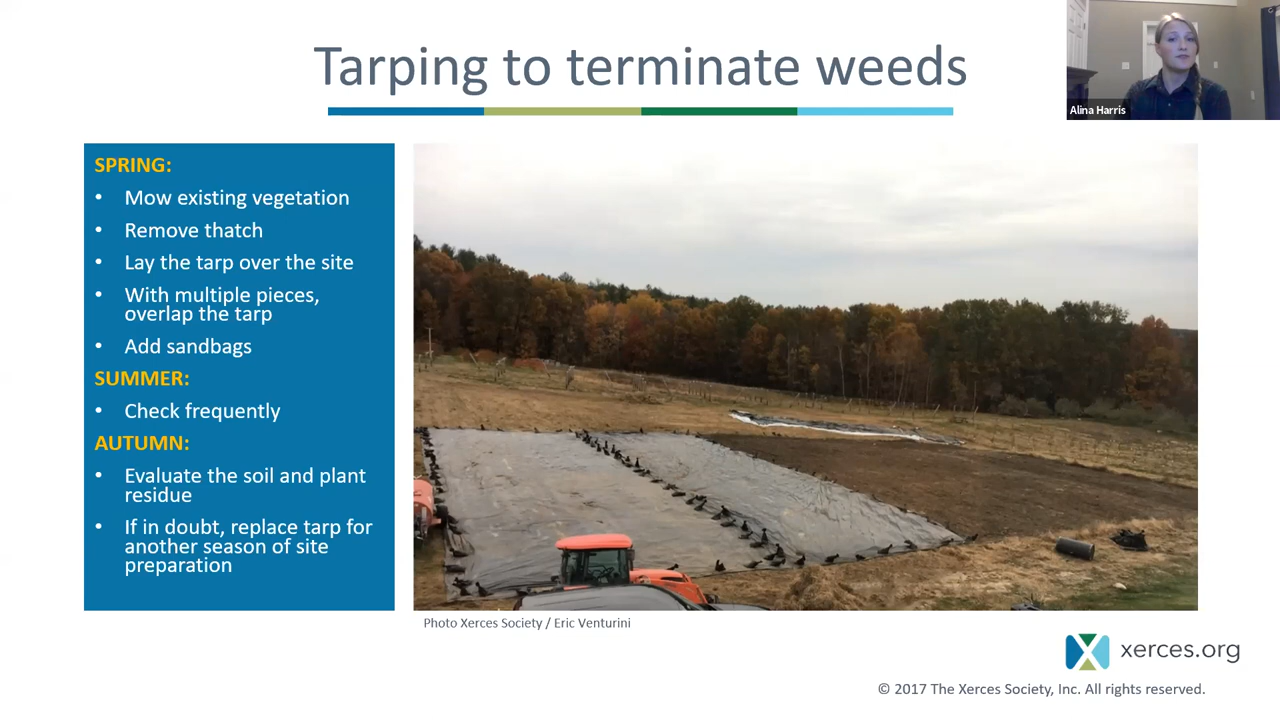 Tarping to terminate weeds
Alina Harris
SPRING:
• Mow existing vegetation
• Remove thatch
• Lay the tarp over the site
• With multiple pieces,
overlap the tarp
• Add sandbags
SUMMER:
• Check frequently
AUTUMN:
• Evaluate the soil and plant
residue
• If in doubt, replace tarp for
another season of site
preparation
Photo Xerces Society / Eric Venturini
xerces.org
© 2017 The Xerces Society, Inc. All rights reserved.